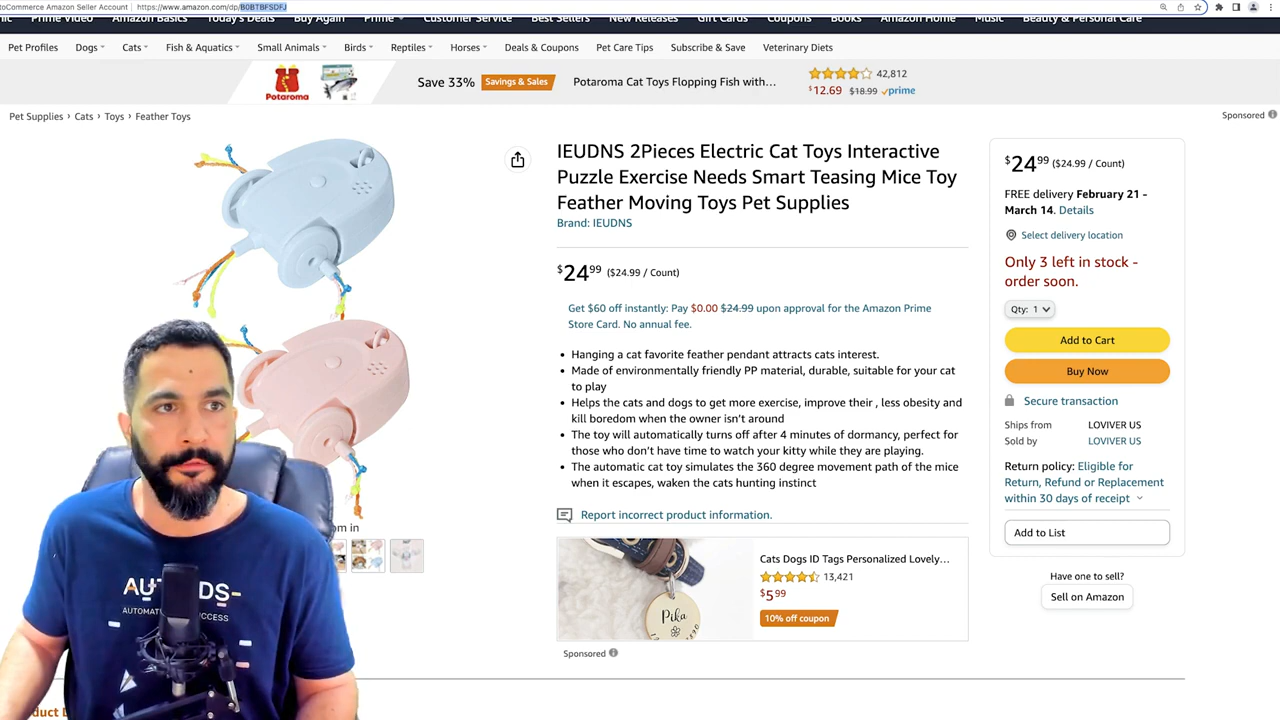 toCommerce Amazon Seller Account
https://www.amazon.com/dp/B0BTBFSDFJ
Prime Video Amazon Basics Today's Deals Buy Again Prime Customer Service Best Sellers New Releases Gift Cards Coupons Books Amazon Home Music Beauty & Personal Care
Pet Profiles Dogs Cats Fish & Aquatics Small Animals Birds Reptiles Horses Deals & Coupons Pet Care Tips Subscribe & Save Veterinary Diets
Potaroma
Save 33% Savings & Sales Potaroma Cat Toys Flopping Fish with… 42,812
$12.69 $18.99 prime
Pet Supplies › Cats › Toys › Feather Toys
Sponsored
IEUDNS 2Pieces Electric Cat Toys Interactive
Puzzle Exercise Needs Smart Teasing Mice Toy
Feather Moving Toys Pet Supplies
Brand: IEUDNS
$24.99 ($24.99 / Count)
Get $60 off instantly: Pay $0.00 $24.99 upon approval for the Amazon Prime
Store Card. No annual fee.
• Hanging a cat favorite feather pendant attracts cats interest.
• Made of environmentally friendly PP material, durable, suitable for your cat
to play
• Helps the cats and dogs to get more exercise, improve their , less obesity and
kill boredom when the owner isn't around
• The toy will automatically turns off after 4 minutes of dormancy, perfect for
those who don't have time to watch your kitty while they are playing.
• The automatic cat toy simulates the 360 degree movement path of the mice
when it escapes, waken the cats hunting instinct
Report incorrect product information.
Cats Dogs ID Tags Personalized Lovely…
13,421
$5.99
10% off coupon
Pika
Sponsored
$24.99 ($24.99 / Count)
FREE delivery February 21 -
March 14. Details
Select delivery location
Only 3 left in stock -
order soon.
Qty: 1
Add to Cart
Buy Now
Secure transaction
Ships from LOVIVER US
Sold by LOVIVER US
Return policy: Eligible for
Return, Refund or Replacement
within 30 days of receipt
Add to List
Have one to sell?
Sell on Amazon